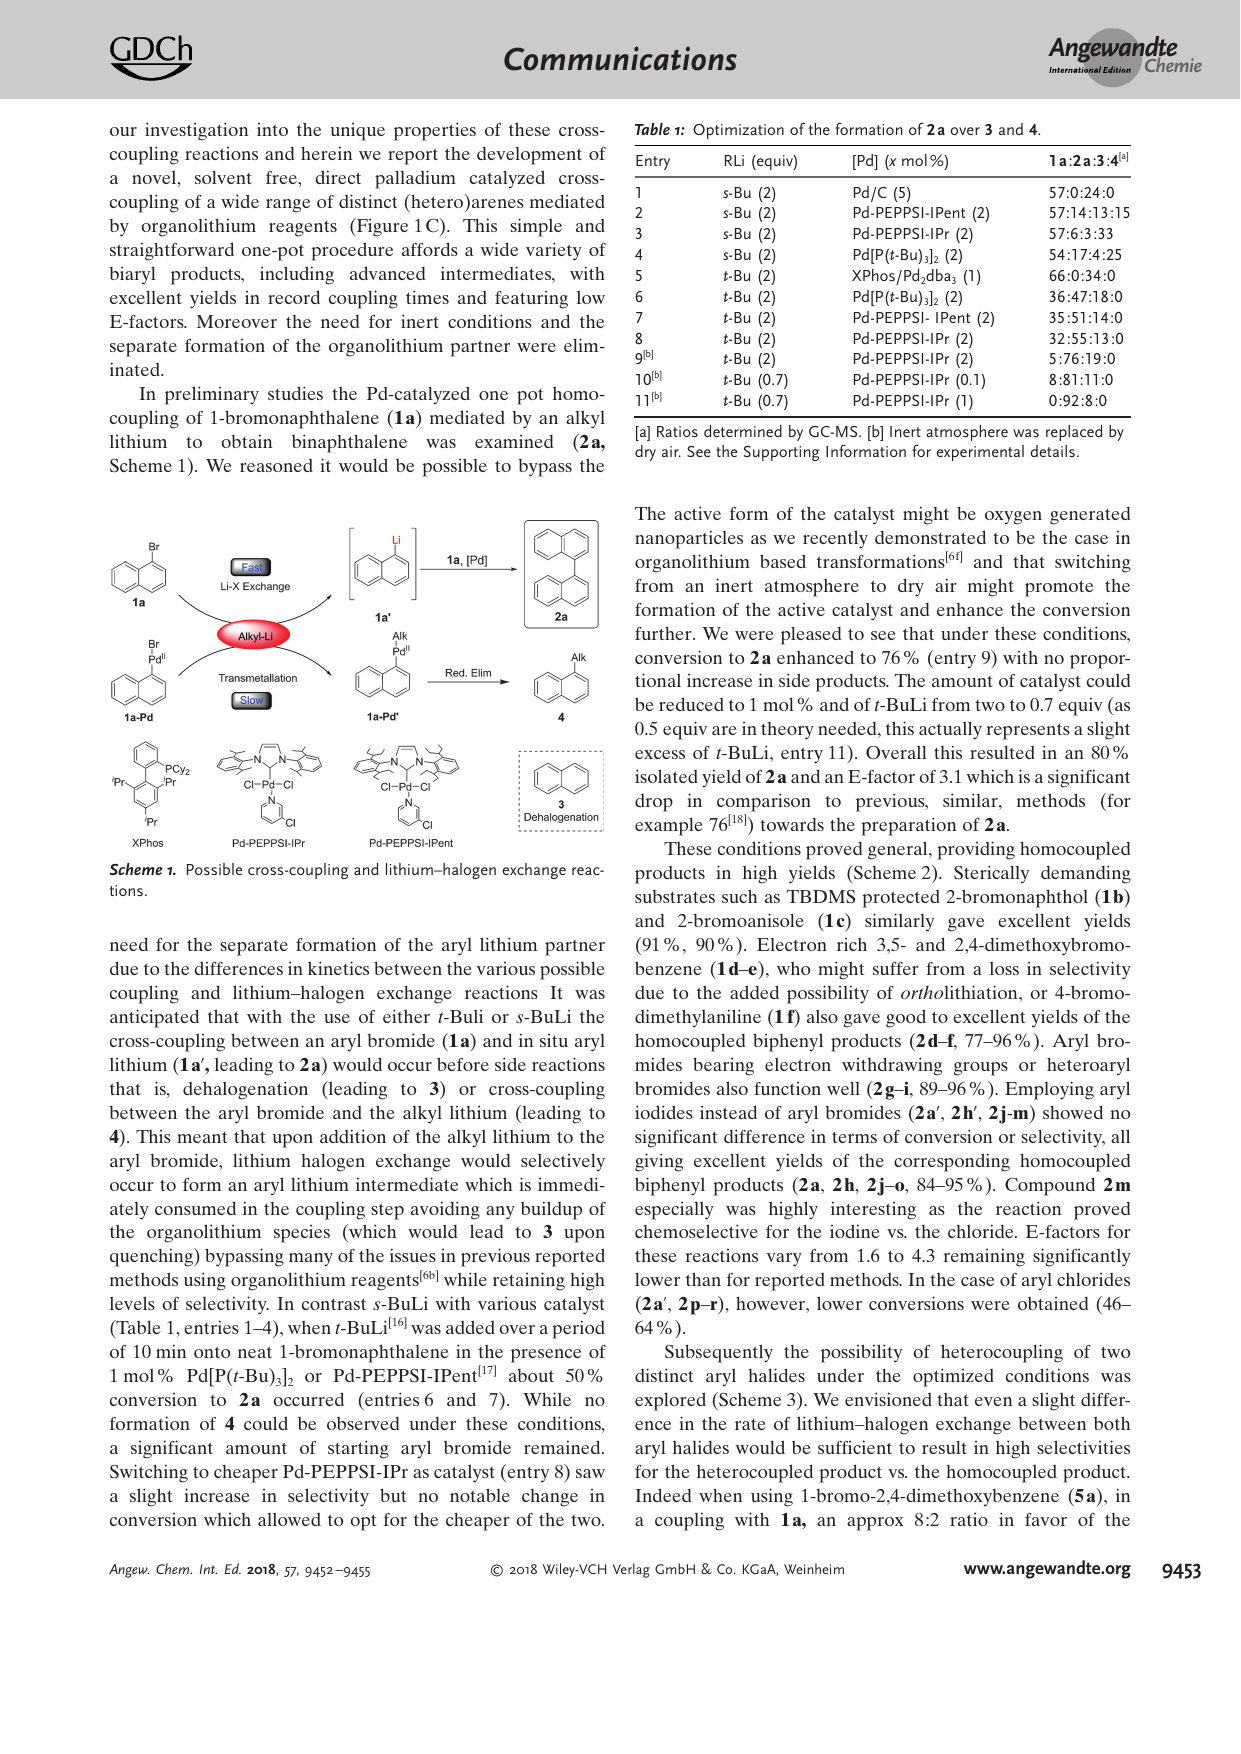 GDCh
Communications
Angewandte
International Edition Chemie
our investigation into the unique properties of these cross-
coupling reactions and herein we report the development of
a novel, solvent free, direct palladium catalyzed cross-
coupling of a wide range of distinct (hetero)arenes mediated
by organolithium reagents (Figure 1 C). This simple and
straightforward one-pot procedure affords a wide variety of
biaryl products, including advanced intermediates, with
excellent yields in record coupling times and featuring low
E-factors. Moreover the need for inert conditions and the
separate formation of the organolithium partner were elim-
inated.
In preliminary studies the Pd-catalyzed one pot homo-
coupling of 1-bromonaphthalene (1a) mediated by an alkyl
lithium to obtain binaphthalene was examined (2a,
Scheme 1). We reasoned it would be possible to bypass the
Br
1a
Fast
Li-X Exchange
Li
1a'
1a, [Pd]
2a
Alkyl-Li
Br
Pd^II
1a-Pd
Transmetallation
Slow
Alk
Pd^II
1a-Pd'
Red. Elim
Alk
4
PCy2
iPr
iPr
iPr
XPhos
N N
Cl–Pd–Cl
N
Cl
Pd-PEPPSI-IPr
N N
Cl–Pd–Cl
N
Cl
Pd-PEPPSI-IPent
3
Dehalogenation
Scheme 1. Possible cross-coupling and lithium–halogen exchange reac-
tions.
need for the separate formation of the aryl lithium partner
due to the differences in kinetics between the various possible
coupling and lithium–halogen exchange reactions It was
anticipated that with the use of either t-Buli or s-BuLi the
cross-coupling between an aryl bromide (1a) and in situ aryl
lithium (1a′, leading to 2a) would occur before side reactions
that is, dehalogenation (leading to 3) or cross-coupling
between the aryl bromide and the alkyl lithium (leading to
4). This meant that upon addition of the alkyl lithium to the
aryl bromide, lithium halogen exchange would selectively
occur to form an aryl lithium intermediate which is immedi-
ately consumed in the coupling step avoiding any buildup of
the organolithium species (which would lead to 3 upon
quenching) bypassing many of the issues in previous reported
methods using organolithium reagents[6b] while retaining high
levels of selectivity. In contrast s-BuLi with various catalyst
(Table 1, entries 1–4), when t-BuLi[16] was added over a period
of 10 min onto neat 1-bromonaphthalene in the presence of
1 mol% Pd[P(t-Bu)3]2 or Pd-PEPPSI-IPent[17] about 50 %
conversion to 2a occurred (entries 6 and 7). While no
formation of 4 could be observed under these conditions,
a significant amount of starting aryl bromide remained.
Switching to cheaper Pd-PEPPSI-IPr as catalyst (entry 8) saw
a slight increase in selectivity but no notable change in
conversion which allowed to opt for the cheaper of the two.
Table 1: Optimization of the formation of 2a over 3 and 4.
Entry RLi (equiv) [Pd] (x mol %) 1a:2a:3:4[a]
1 s-Bu (2) Pd/C (5) 57:0:24:0
2 s-Bu (2) Pd-PEPPSI-IPent (2) 57:14:13:15
3 s-Bu (2) Pd-PEPPSI-IPr (2) 57:6:3:33
4 s-Bu (2) Pd[P(t-Bu)3]2 (2) 54:17:4:25
5 t-Bu (2) XPhos/Pd2dba3 (1) 66:0:34:0
6 t-Bu (2) Pd[P(t-Bu)3]2 (2) 36:47:18:0
7 t-Bu (2) Pd-PEPPSI- IPent (2) 35:51:14:0
8 t-Bu (2) Pd-PEPPSI-IPr (2) 32:55:13:0
9[b] t-Bu (2) Pd-PEPPSI-IPr (2) 5:76:19:0
10[b] t-Bu (0.7) Pd-PEPPSI-IPr (0.1) 8:81:11:0
11[b] t-Bu (0.7) Pd-PEPPSI-IPr (1) 0:92:8:0
[a] Ratios determined by GC-MS. [b] Inert atmosphere was replaced by
dry air. See the Supporting Information for experimental details.
The active form of the catalyst might be oxygen generated
nanoparticles as we recently demonstrated to be the case in
organolithium based transformations[6f] and that switching
from an inert atmosphere to dry air might promote the
formation of the active catalyst and enhance the conversion
further. We were pleased to see that under these conditions,
conversion to 2a enhanced to 76 % (entry 9) with no propor-
tional increase in side products. The amount of catalyst could
be reduced to 1 mol % and of t-BuLi from two to 0.7 equiv (as
0.5 equiv are in theory needed, this actually represents a slight
excess of t-BuLi, entry 11). Overall this resulted in an 80 %
isolated yield of 2a and an E-factor of 3.1 which is a significant
drop in comparison to previous, similar, methods (for
example 76[18]) towards the preparation of 2a.
These conditions proved general, providing homocoupled
products in high yields (Scheme 2). Sterically demanding
substrates such as TBDMS protected 2-bromonaphthol (1b)
and 2-bromoanisole (1c) similarly gave excellent yields
(91 %, 90 %). Electron rich 3,5- and 2,4-dimethoxybromo-
benzene (1d–e), who might suffer from a loss in selectivity
due to the added possibility of ortholithiation, or 4-bromo-
dimethylaniline (1f) also gave good to excellent yields of the
homocoupled biphenyl products (2d–f, 77–96 %). Aryl bro-
mides bearing electron withdrawing groups or heteroaryl
bromides also function well (2g–i, 89–96 %). Employing aryl
iodides instead of aryl bromides (2a′, 2h′, 2j-m) showed no
significant difference in terms of conversion or selectivity, all
giving excellent yields of the corresponding homocoupled
biphenyl products (2a, 2h, 2j–o, 84–95 %). Compound 2m
especially was highly interesting as the reaction proved
chemoselective for the iodine vs. the chloride. E-factors for
these reactions vary from 1.6 to 4.3 remaining significantly
lower than for reported methods. In the case of aryl chlorides
(2a′, 2p–r), however, lower conversions were obtained (46–
64 %).
Subsequently the possibility of heterocoupling of two
distinct aryl halides under the optimized conditions was
explored (Scheme 3). We envisioned that even a slight differ-
ence in the rate of lithium–halogen exchange between both
aryl halides would be sufficient to result in high selectivities
for the heterocoupled product vs. the homocoupled product.
Indeed when using 1-bromo-2,4-dimethoxybenzene (5a), in
a coupling with 1a, an approx 8:2 ratio in favor of the
Angew. Chem. Int. Ed. 2018, 57, 9452–9455 © 2018 Wiley-VCH Verlag GmbH & Co. KGaA, Weinheim www.angewandte.org 9453